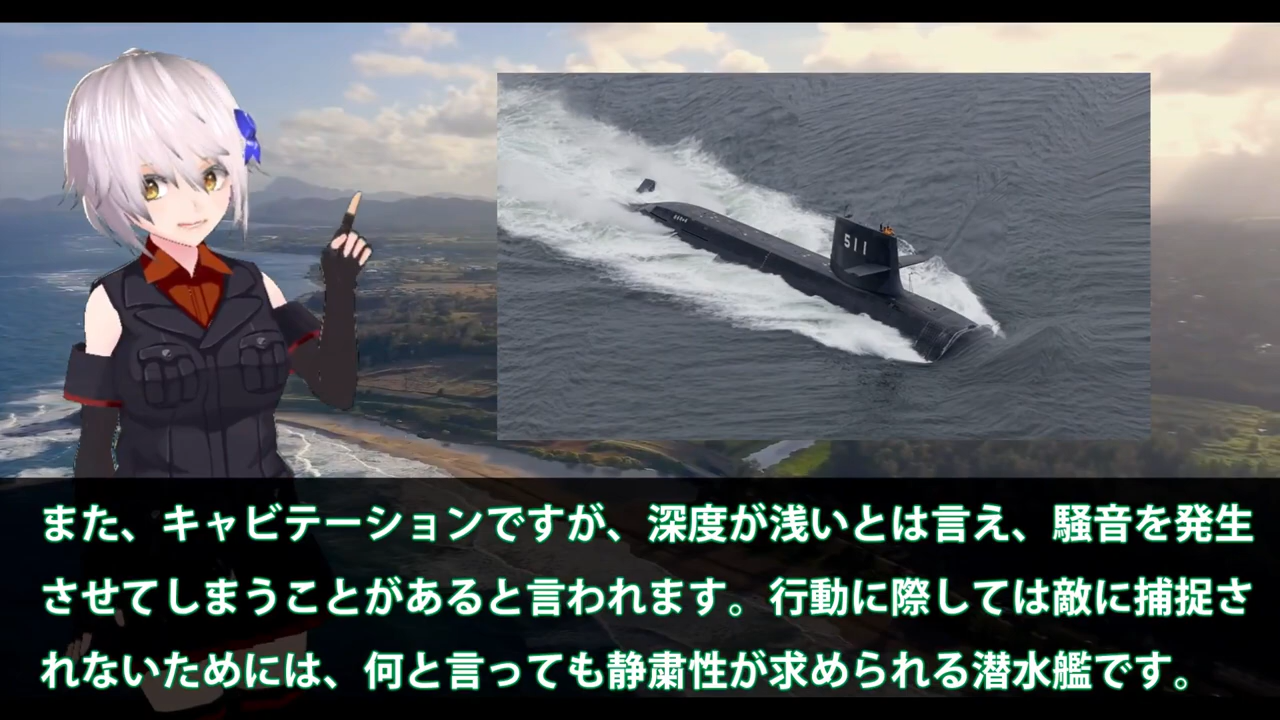 511
また、キャビテーションですが、深度が浅いとは言え、騒音を発生
させてしまうことがあると言われます。行動に際しては敵に捕捉さ
れないためには、何と言っても静粛性が求められる潜水艦です。